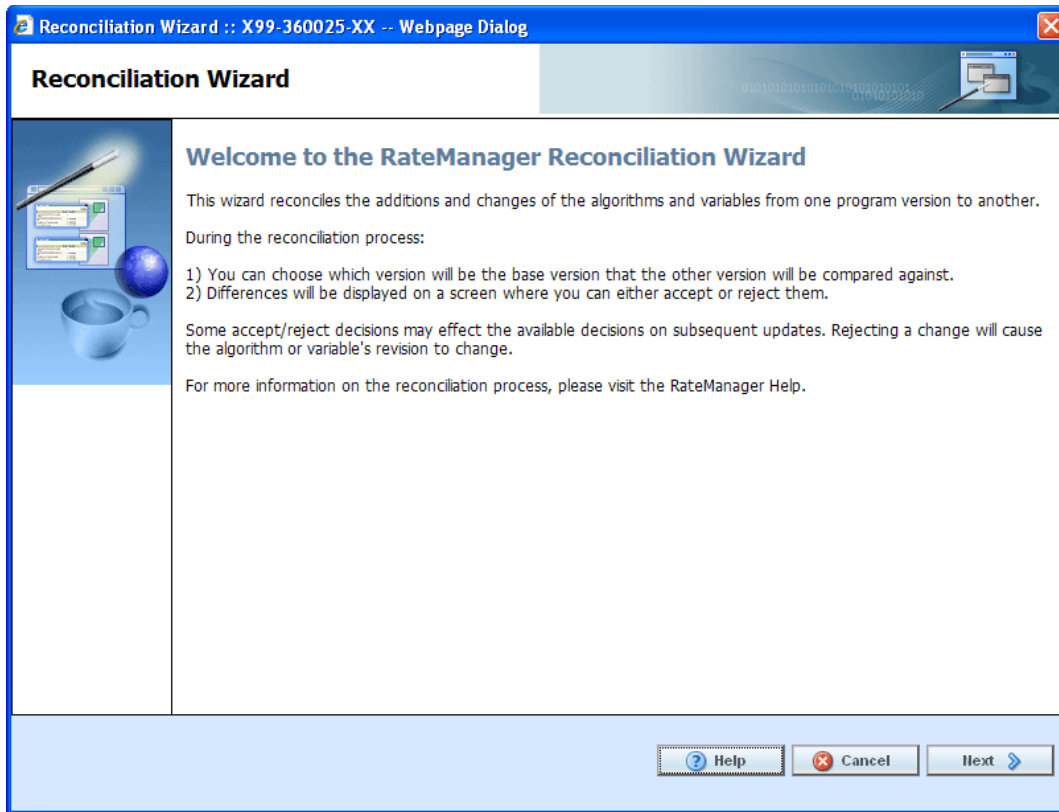 Reconciliation Wizard :: X99-360025-XX -- Webpage Dialog
Reconciliation Wizard
Welcome to the RateManager Reconciliation Wizard
This wizard reconciles the additions and changes of the algorithms and variables from one program version to another.
During the reconciliation process:
1) You can choose which version will be the base version that the other version will be compared against.
2) Differences will be displayed on a screen where you can either accept or reject them.
Some accept/reject decisions may effect the available decisions on subsequent updates. Rejecting a change will cause
the algorithm or variable's revision to change.
For more information on the reconciliation process, please visit the RateManager Help.
Help
Cancel
Next